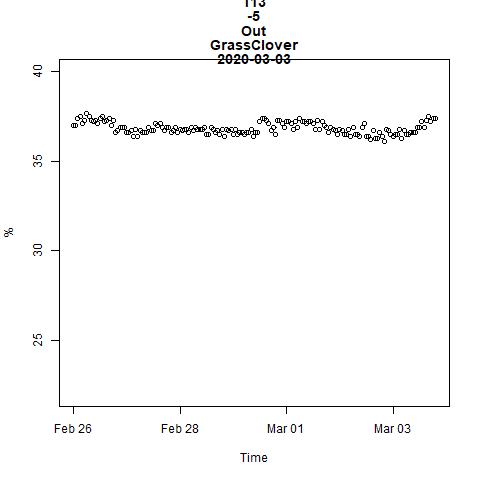 113
-5
Out
GrassClover
2020-03-03
40
35
30
25
%
Feb 26
Feb 28
Mar 01
Mar 03
Time